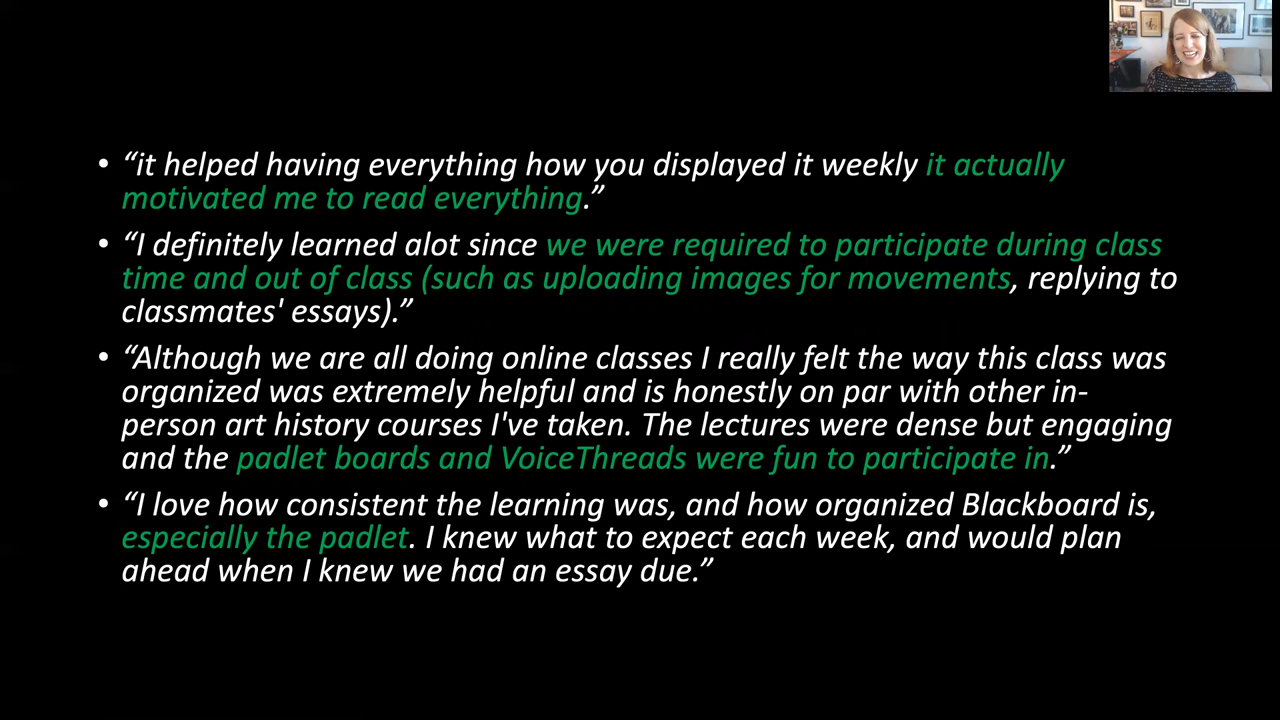 • “it helped having everything how you displayed it weekly it actually
motivated me to read everything.”
• “I definitely learned alot since we were required to participate during class
time and out of class (such as uploading images for movements, replying to
classmates' essays).”
• “Although we are all doing online classes I really felt the way this class was
organized was extremely helpful and is honestly on par with other in-
person art history courses I've taken. The lectures were dense but engaging
and the padlet boards and VoiceThreads were fun to participate in.”
• “I love how consistent the learning was, and how organized Blackboard is,
especially the padlet. I knew what to expect each week, and would plan
ahead when I knew we had an essay due.”